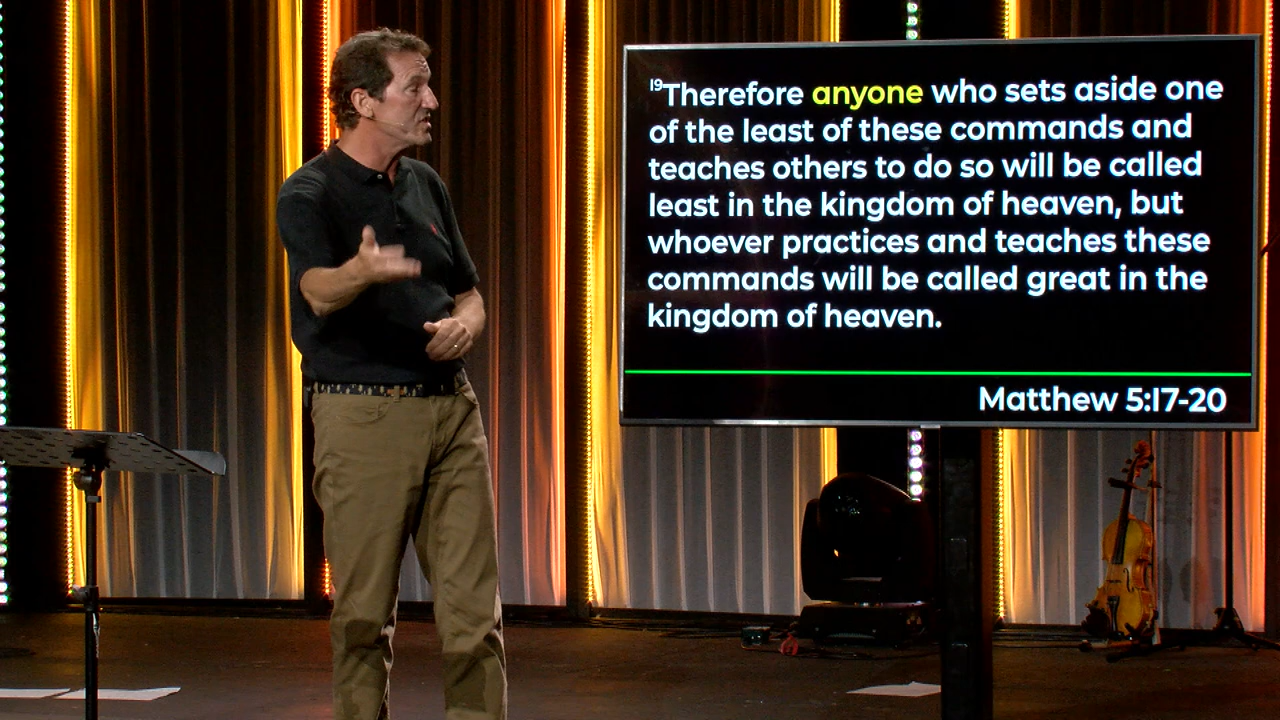 ¹⁹Therefore anyone who sets aside one
of the least of these commands and
teaches others to do so will be called
least in the kingdom of heaven, but
whoever practices and teaches these
commands will be called great in the
kingdom of heaven.
Matthew 5:17-20